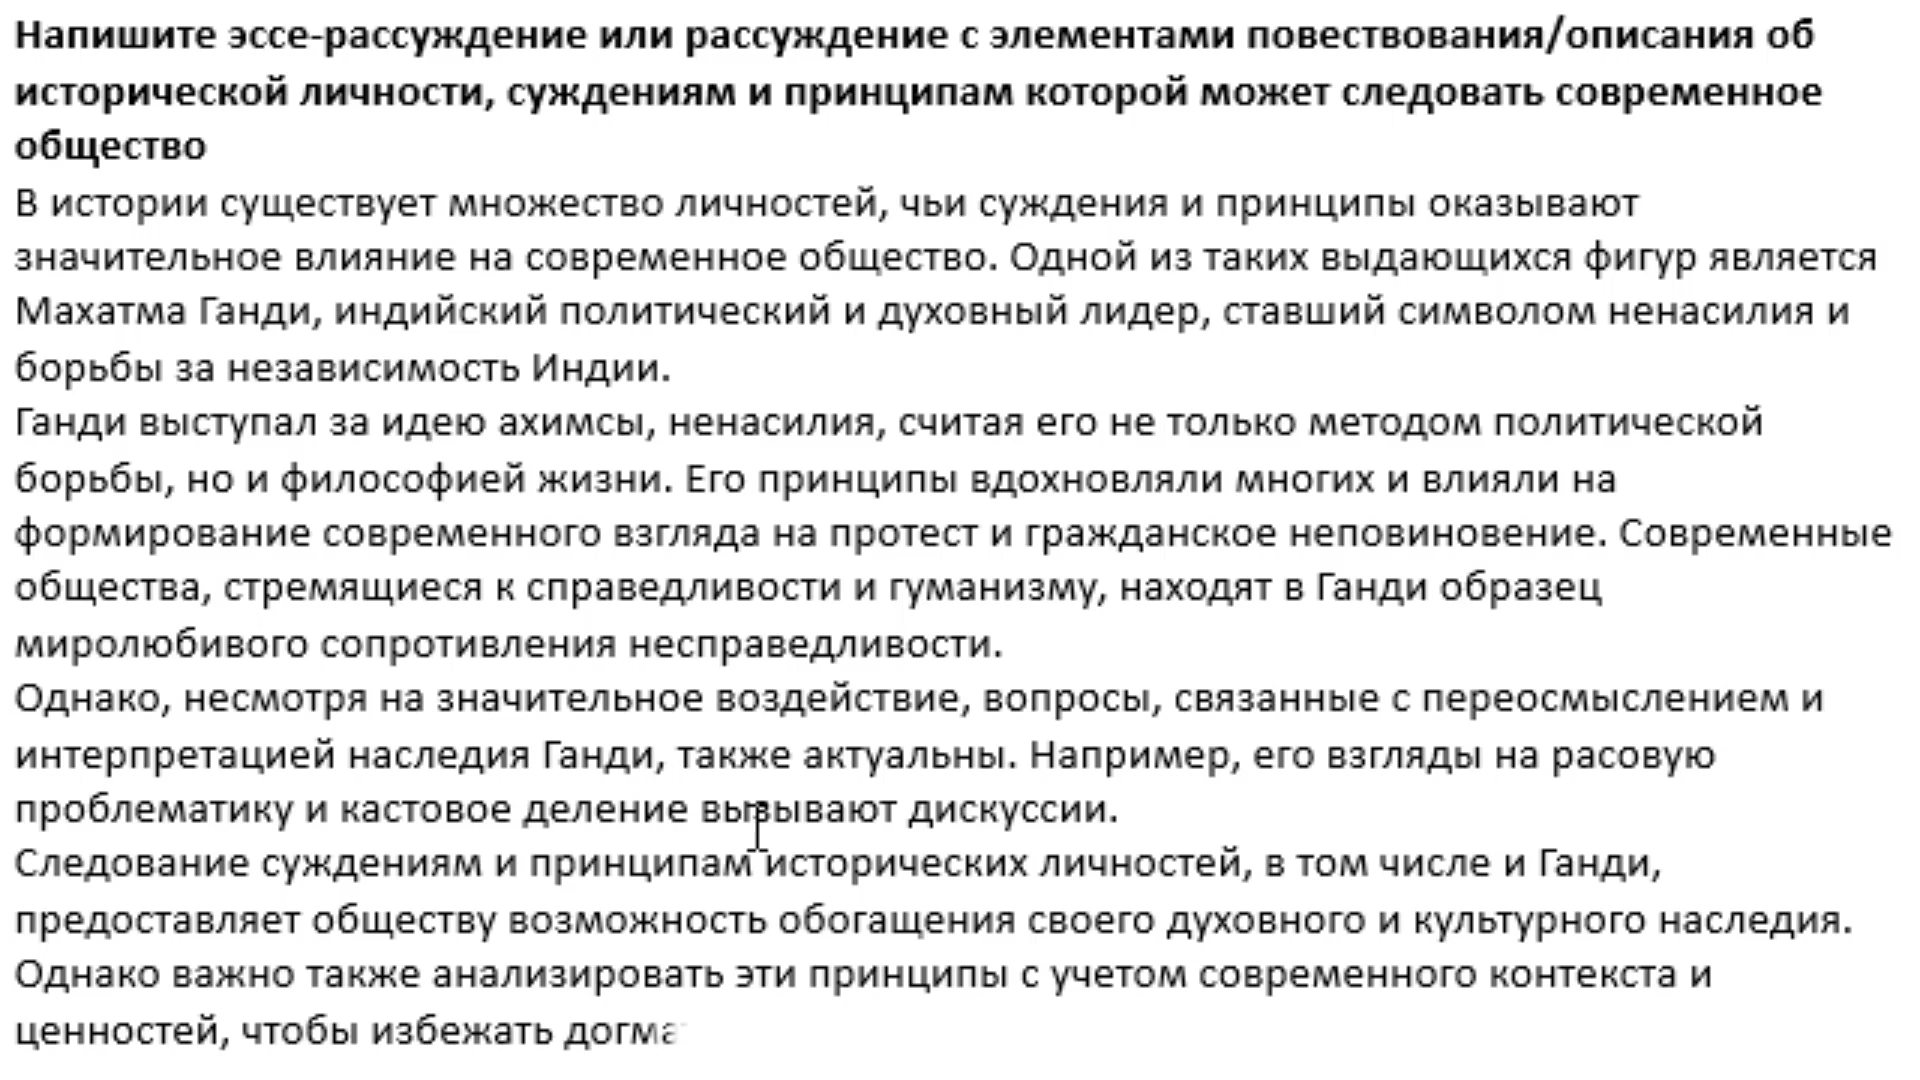 Напишите эссе-рассуждение или рассуждение с элементами повествования/описания об
исторической личности, суждениям и принципам которой может следовать современное
общество
В истории существует множество личностей, чьи суждения и принципы оказывают
значительное влияние на современное общество. Одной из таких выдающихся фигур является
Махатма Ганди, индийский политический и духовный лидер, ставший символом ненасилия и
борьбы за независимость Индии.
Ганди выступал за идею ахимсы, ненасилия, считая его не только методом политической
борьбы, но и философией жизни. Его принципы вдохновляли многих и влияли на
формирование современного взгляда на протест и гражданское неповиновение. Современные
общества, стремящиеся к справедливости и гуманизму, находят в Ганди образец
миролюбивого сопротивления несправедливости.
Однако, несмотря на значительное воздействие, вопросы, связанные с переосмыслением и
интерпретацией наследия Ганди, также актуальны. Например, его взгляды на расовую
проблематику и кастовое деление вызывают дискуссии.
Следование суждениям и принципам исторических личностей, в том числе и Ганди,
предоставляет обществу возможность обогащения своего духовного и культурного наследия.
Однако важно также анализировать эти принципы с учетом современного контекста и
ценностей, чтобы избежать